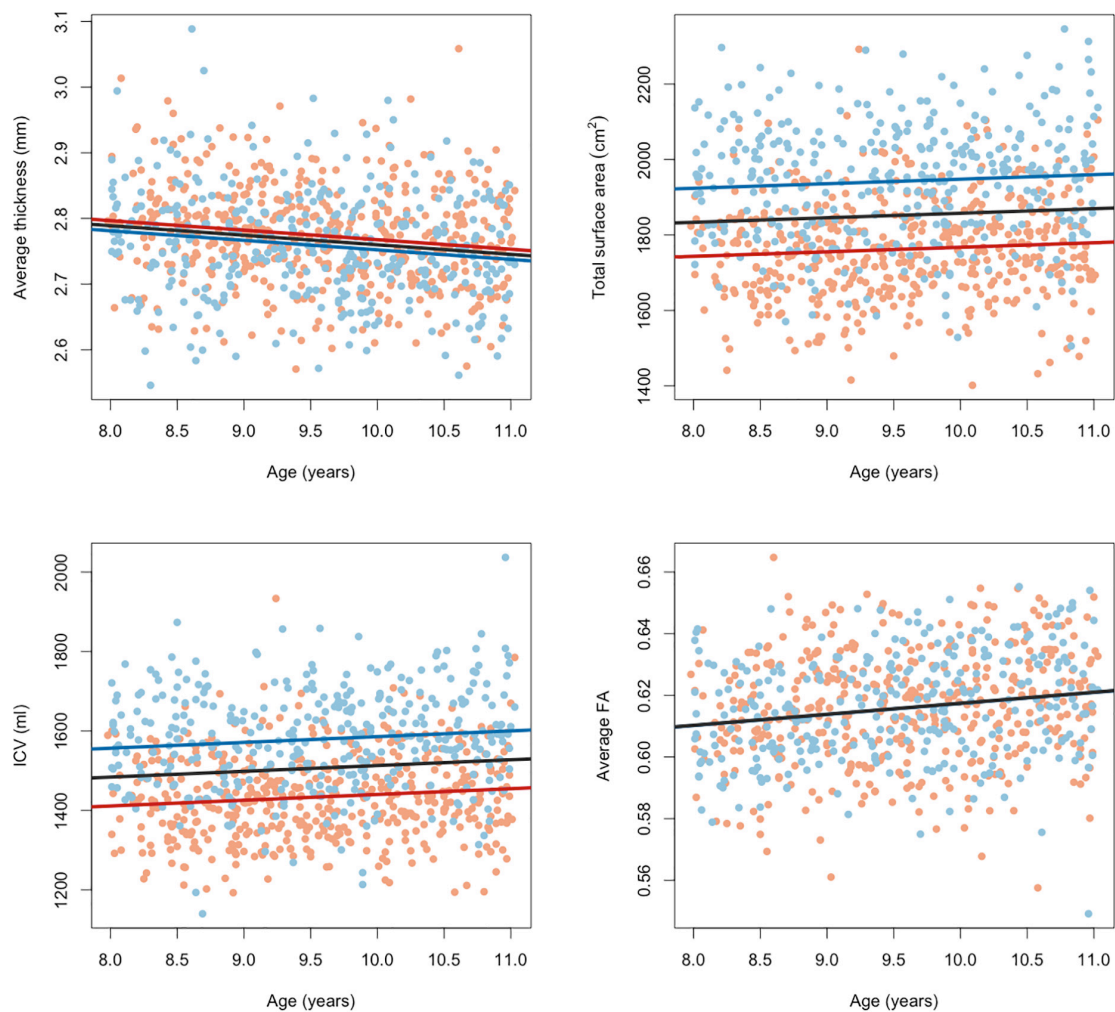 Average thickness (mm)
3.1
3.0
2.9
2.8
2.7
2.6
8.0 8.5 9.0 9.5 10.0 10.5 11.0
Age (years)
Total surface area (cm²)
2200
2000
1800
1600
1400
8.0 8.5 9.0 9.5 10.0 10.5 11.0
Age (years)
ICV (ml)
2000
1800
1600
1400
1200
8.0 8.5 9.0 9.5 10.0 10.5 11.0
Age (years)
Average FA
0.66
0.64
0.62
0.60
0.58
0.56
8.0 8.5 9.0 9.5 10.0 10.5 11.0
Age (years)